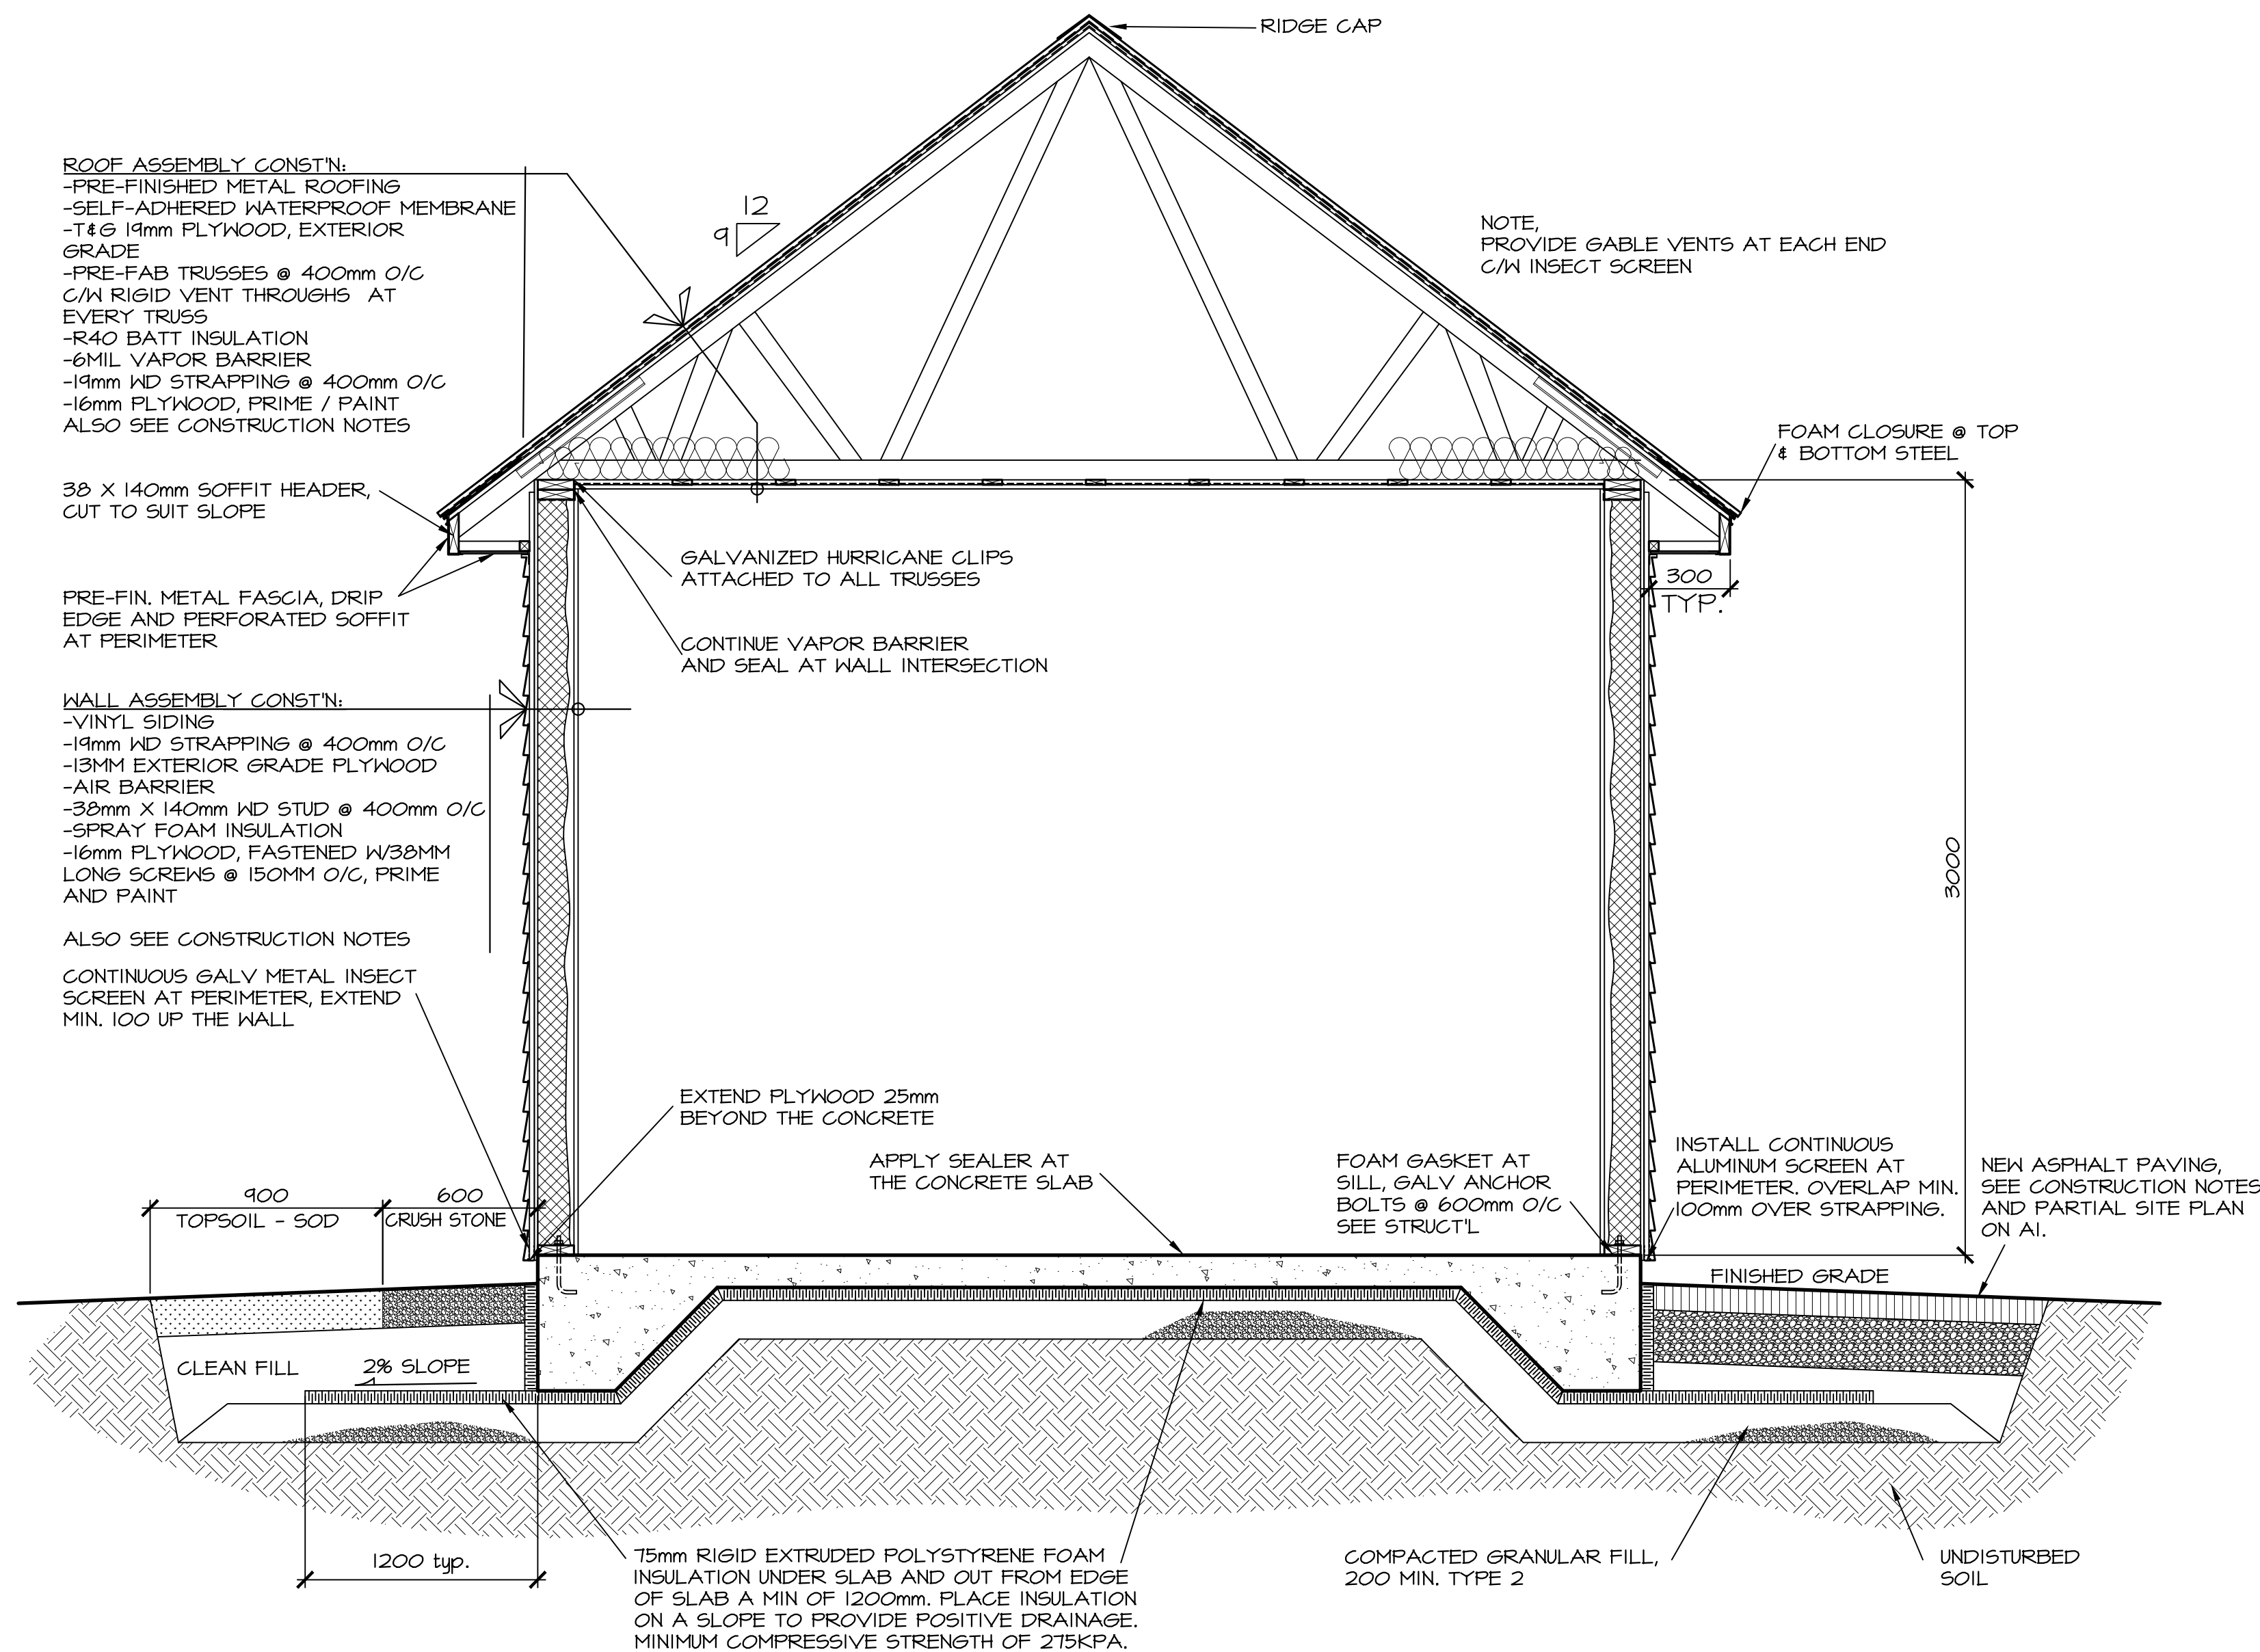 RIDGE CAP
ROOF ASSEMBLY CONST'N:
-PRE-FINISHED METAL ROOFING
-SELF-ADHERED WATERPROOF MEMBRANE
-T&G 19mm PLYWOOD, EXTERIOR
GRADE
-PRE-FAB TRUSSES @ 400mm O/C
C/W RIGID VENT THROUGHS AT
EVERY TRUSS
-R40 BATT INSULATION
-6MIL VAPOR BARRIER
-19mm WD STRAPPING @ 400mm O/C
-16mm PLYWOOD, PRIME / PAINT
ALSO SEE CONSTRUCTION NOTES
12
9
NOTE,
PROVIDE GABLE VENTS AT EACH END
C/W INSECT SCREEN
FOAM CLOSURE @ TOP
& BOTTOM STEEL
38 X 140mm SOFFIT HEADER,
CUT TO SUIT SLOPE
GALVANIZED HURRICANE CLIPS
ATTACHED TO ALL TRUSSES
300
TYP.
PRE-FIN. METAL FASCIA, DRIP
EDGE AND PERFORATED SOFFIT
AT PERIMETER
CONTINUE VAPOR BARRIER
AND SEAL AT WALL INTERSECTION
WALL ASSEMBLY CONST'N:
-VINYL SIDING
-19mm WD STRAPPING @ 400mm O/C
-13MM EXTERIOR GRADE PLYWOOD
-AIR BARRIER
-38mm X 140mm WD STUD @ 400mm O/C
-SPRAY FOAM INSULATION
-16mm PLYWOOD, FASTENED W/38MM
LONG SCREWS @ 150MM O/C, PRIME
AND PAINT
ALSO SEE CONSTRUCTION NOTES
3000
CONTINUOUS GALV METAL INSECT
SCREEN AT PERIMETER, EXTEND
MIN. 100 UP THE WALL
EXTEND PLYWOOD 25mm
BEYOND THE CONCRETE
APPLY SEALER AT
THE CONCRETE SLAB
FOAM GASKET AT
SILL, GALV ANCHOR
BOLTS @ 600mm O/C
SEE STRUCT'L
INSTALL CONTINUOUS
ALUMINUM SCREEN AT
PERIMETER. OVERLAP MIN.
100mm OVER STRAPPING.
NEW ASPHALT PAVING,
SEE CONSTRUCTION NOTES
AND PARTIAL SITE PLAN
ON A1.
900
TOPSOIL - SOD
600
CRUSH STONE
FINISHED GRADE
CLEAN FILL
2% SLOPE
1200 typ.
75mm RIGID EXTRUDED POLYSTYRENE FOAM
INSULATION UNDER SLAB AND OUT FROM EDGE
OF SLAB A MIN OF 1200mm. PLACE INSULATION
ON A SLOPE TO PROVIDE POSITIVE DRAINAGE.
MINIMUM COMPRESSIVE STRENGTH OF 275KPA.
COMPACTED GRANULAR FILL,
200 MIN. TYPE 2
UNDISTURBED
SOIL